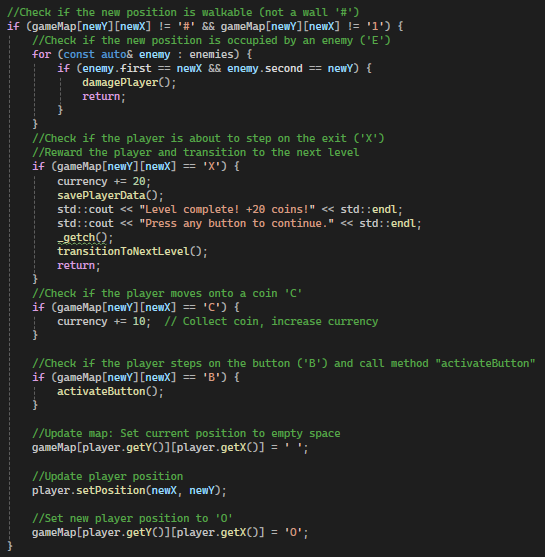 //Check if the new position is walkable (not a wall '#')
if (gameMap[newY][newX] != '#' && gameMap[newY][newX] != '1') {
    //Check if the new position is occupied by an enemy ('E')
    for (const auto& enemy : enemies) {
        if (enemy.first == newX && enemy.second == newY) {
            damagePlayer();
            return;
        }
    }
    //Check if the player is about to step on the exit ('X')
    //Reward the player and transition to the next level
    if (gameMap[newY][newX] == 'X') {
        currency += 20;
        savePlayerData();
        std::cout << "Level complete! +20 coins!" << std::endl;
        std::cout << "Press any button to continue." << std::endl;
        _getch();
        transitionToNextLevel();
        return;
    }
    //Check if the player moves onto a coin 'C'
    if (gameMap[newY][newX] == 'C') {
        currency += 10;  // Collect coin, increase currency
    }

    //Check if the player steps on the button ('B') and call method "activateButton"
    if (gameMap[newY][newX] == 'B') {
        activateButton();
    }

    //Update map: Set current position to empty space
    gameMap[player.getY()][player.getX()] = ' ';

    //Update player position
    player.setPosition(newX, newY);

    //Set new player position to 'O'
    gameMap[player.getY()][player.getX()] = 'O';
}